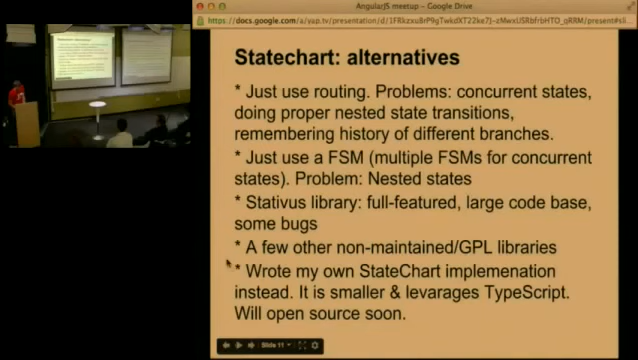 AngularJS meetup - Google Drive
Statechart: alternatives
* Just use routing. Problems: concurrent states,
doing proper nested state transitions,
remembering history of different branches.
* Just use a FSM (multiple FSMs for concurrent
states). Problem: Nested states
* Stativus library: full-featured, large code base,
some bugs
* A few other non-maintained/GPL libraries
* Wrote my own StateChart implemenation
instead. It is smaller & levarages TypeScript.
Will open source soon.
Slide 11